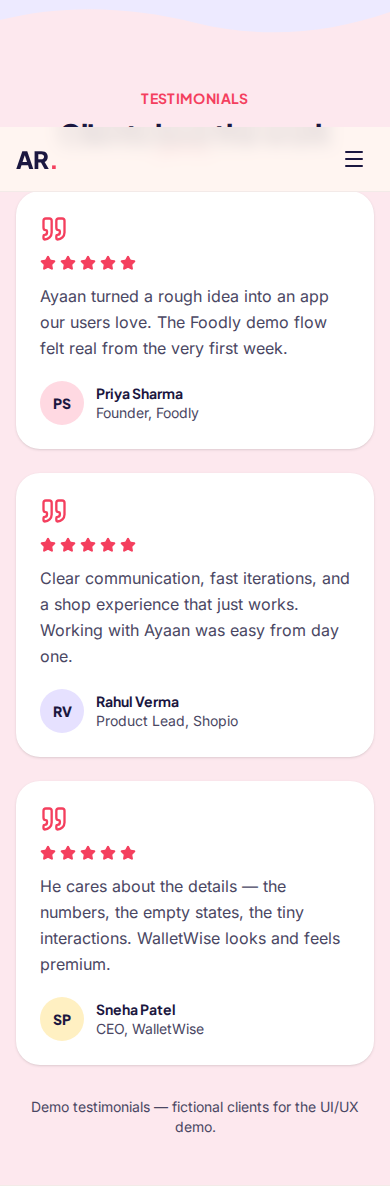 TESTIMONIALS
AR.
Ayaan turned a rough idea into an app
our users love. The Foodly demo flow
felt real from the very first week.
PS
Priya Sharma
Founder, Foodly
Clear communication, fast iterations, and
a shop experience that just works.
Working with Ayaan was easy from day
one.
RV
Rahul Verma
Product Lead, Shopio
He cares about the details — the
numbers, the empty states, the tiny
interactions. WalletWise looks and feels
premium.
SP
Sneha Patel
CEO, WalletWise
Demo testimonials — fictional clients for the UI/UX
demo.